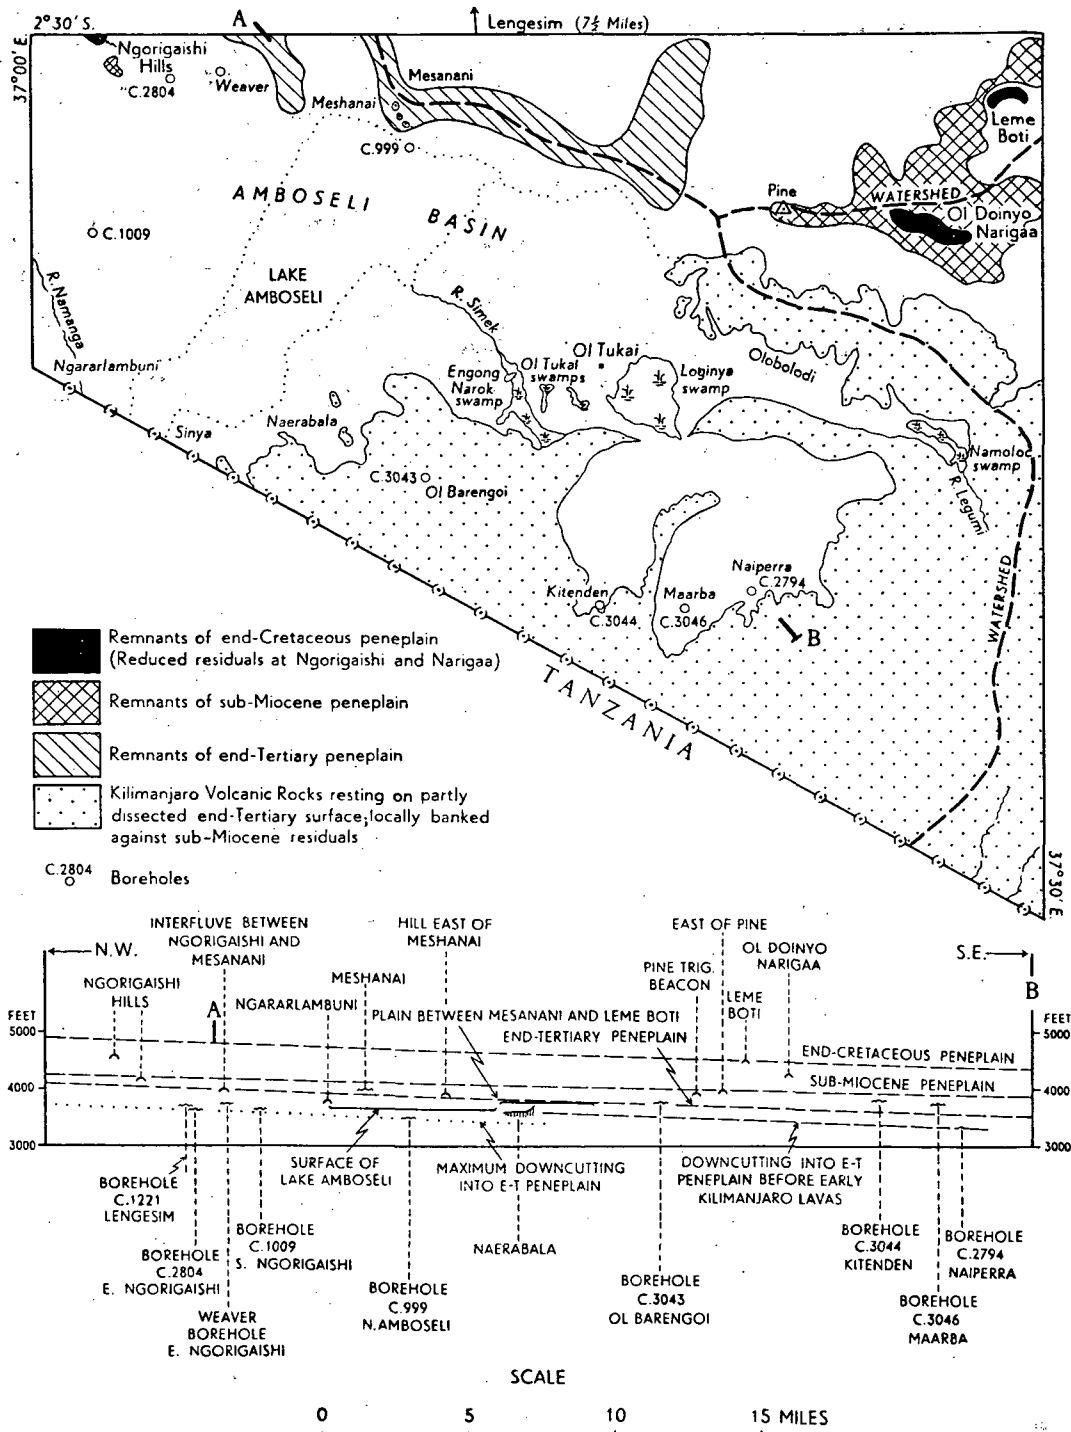 2°30′ S.
A
Lengesim (7½ Miles)
37°00′ E.
Ngorigaishi
Hills
C.2804
Weaver
Mesanani
Meshanai
C.999
Leme
Boti
Pine
WATERSHED
Ol Doinyo
Narigaa
AMBOSELI
BASIN
C.1009
LAKE
AMBOSELI
R. Namanga
R. Simek
Ngararlambuni
Ol Tukai
Engong
Narok
swamp
Ol Tukai
swamps
Loginya
swamp
Olobolodi
Naerabala
Sinya
C.3043
Ol Barengoi
Namoloc
swamp
R. Legumi
Naiperra
C.2794
Kitenden
C.3044
Maarba
C.3046
B
WATERSHED
TANZANIA
37°30′ E.
Remnants of end-Cretaceous peneplain
(Reduced residuals at Ngorigaishi and Narigaa)
Remnants of sub-Miocene peneplain
Remnants of end-Tertiary peneplain
Kilimanjaro Volcanic Rocks resting on partly
dissected end-Tertiary surface; locally banked
against sub-Miocene residuals
C.2804
Boreholes
N.W.
S.E.
INTERFLUVE BETWEEN
NGORIGAISHI AND
MESANANI
HILL EAST OF
MESHANAI
EAST OF PINE
OL DOINYO
NARIGAA
NGORIGAISHI
HILLS
A
NGARARLAMBUNI
MESHANAI
PINE TRIG.
BEACON
LEME
BOTI
B
PLAIN BETWEEN MESANANI AND LEME BOTI
END-TERTIARY PENEPLAIN
FEET
5000
4000
3000
FEET
5000
4000
3000
END-CRETACEOUS PENEPLAIN
SUB-MIOCENE PENEPLAIN
SURFACE OF
LAKE AMBOSELI
MAXIMUM DOWNCUTTING
INTO E-T PENEPLAIN
DOWNCUTTING INTO E-T
PENEPLAIN BEFORE EARLY
KILIMANJARO LAVAS
BOREHOLE
C.1221
LENGESIM
BOREHOLE
C.2804
E. NGORIGAISHI
WEAVER
BOREHOLE
E. NGORIGAISHI
BOREHOLE
C.1009
S. NGORIGAISHI
BOREHOLE
C.999
N.AMBOSELI
NAERABALA
BOREHOLE
C.3043
OL BARENGOI
BOREHOLE
C.3044
KITENDEN
BOREHOLE
C.3046
MAARBA
BOREHOLE
C.2794
NAIPERRA
SCALE
0 5 10 15 MILES